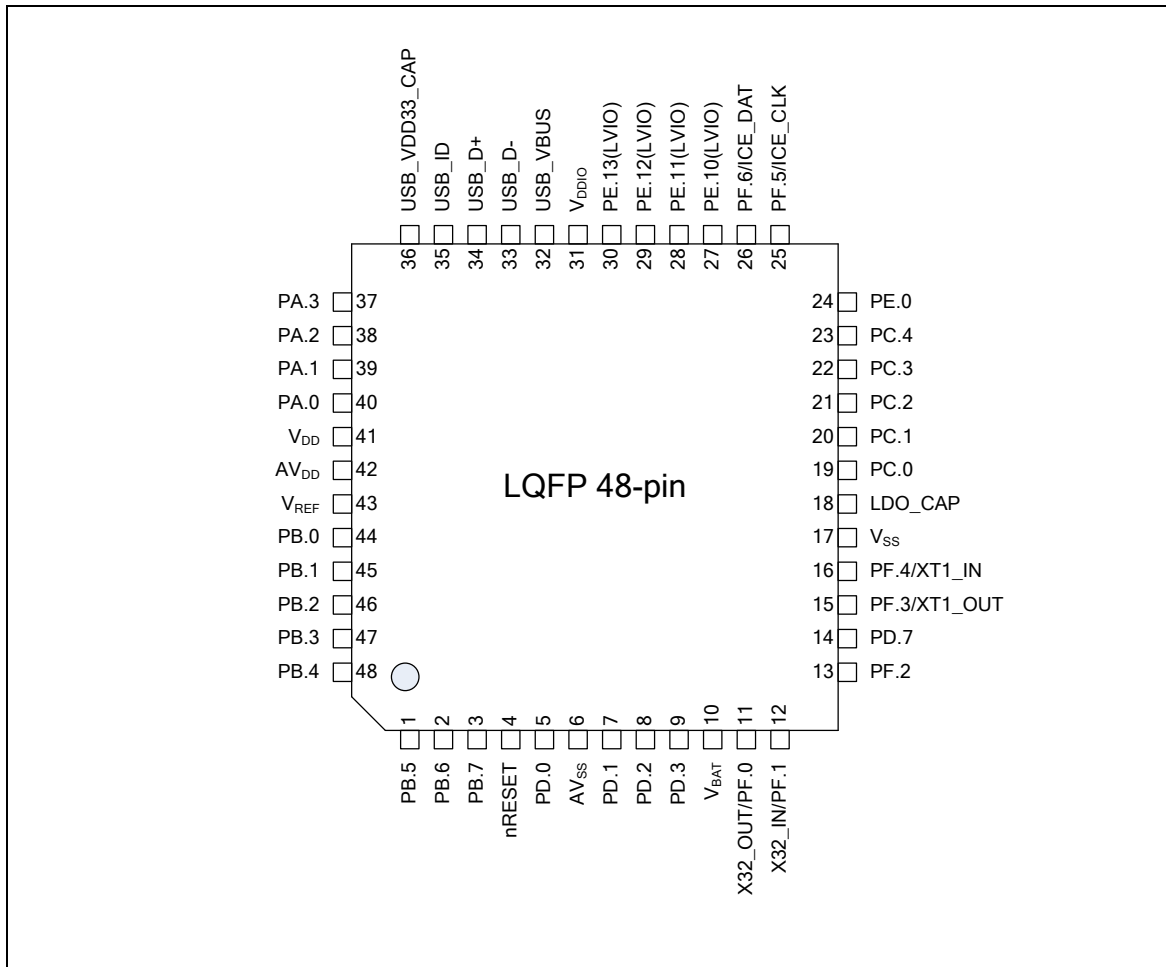 USB_VDD33_CAP
USB_ID
USB_D+
USB_D-
USB_VBUS
VDDIO
PE.13(LVIO)
PE.12(LVIO)
PE.11(LVIO)
PE.10(LVIO)
PF.6/ICE_DAT
PF.5/ICE_CLK
36
35
34
33
32
31
30
29
28
27
26
25
PA.3 37
PA.2 38
PA.1 39
PA.0 40
VDD 41
AVDD 42
VREF 43
PB.0 44
PB.1 45
PB.2 46
PB.3 47
PB.4 48
LQFP 48-pin
24 PE.0
23 PC.4
22 PC.3
21 PC.2
20 PC.1
19 PC.0
18 LDO_CAP
17 VSS
16 PF.4/XT1_IN
15 PF.3/XT1_OUT
14 PD.7
13 PF.2
1
2
3
4
5
6
7
8
9
10
11
12
PB.5
PB.6
PB.7
nRESET
PD.0
AVSS
PD.1
PD.2
PD.3
VBAT
X32_OUT/PF.0
X32_IN/PF.1